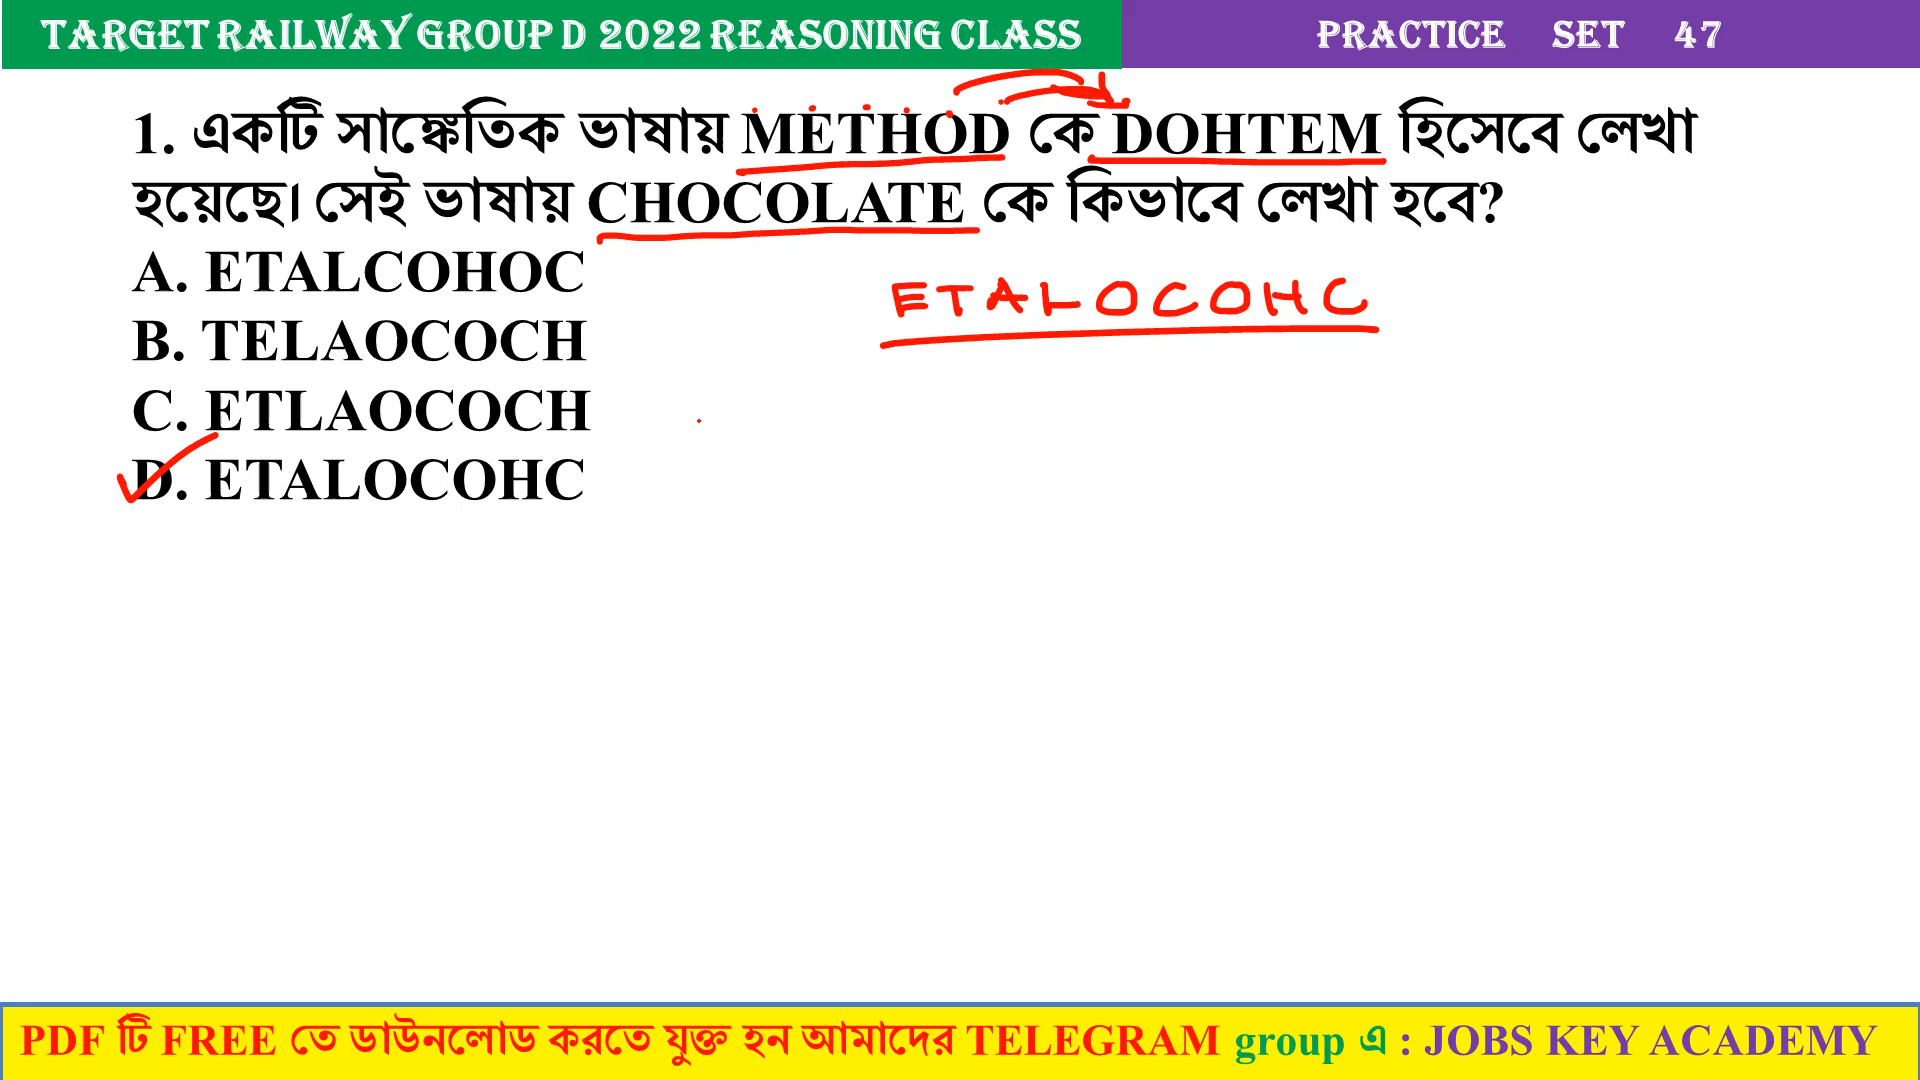 TARGET RAILWAY GROUP D 2022 REASONING CLASS PRACTICE SET 47
1. একটি সাঙ্কেতিক ভাষায় METHOD কে DOHTEM হিসেবে লেখা
হয়েছে। সেই ভাষায় CHOCOLATE কে কিভাবে লেখা হবে?
A. ETALCOHOC
ETALOCOHC
B. TELAOCOCH
C. ETLAOCOCH
D. ETALOCOHC
PDF টি FREE তে ডাউনলোড করতে যুক্ত হন আমাদের TELEGRAM group এ : JOBS KEY ACADEMY